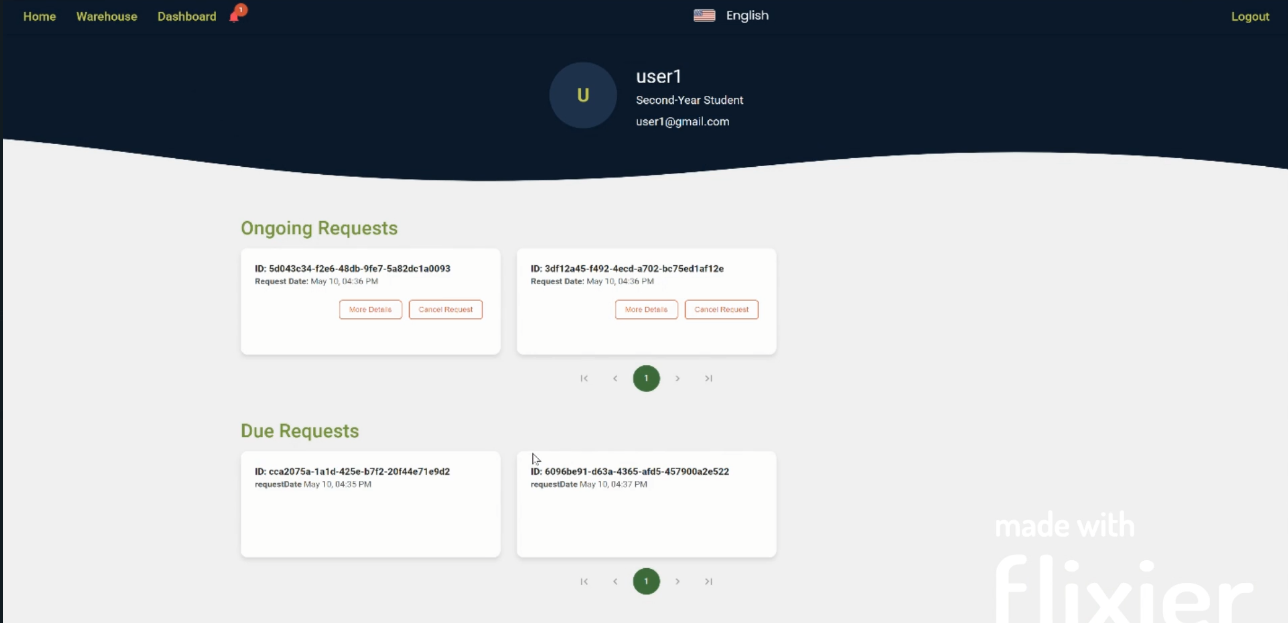 Home Warehouse Dashboard 1 English Logout
U
user1
Second-Year Student
user1@gmail.com
Ongoing Requests
ID: 5d043c34-f2e6-48db-9fe7-5a82dc1a0093
Request Date: May 10, 04:36 PM
More Details Cancel Request
ID: 3df12a45-f492-4ecd-a702-bc75ed1af12e
Request Date: May 10, 04:36 PM
More Details Cancel Request
1
Due Requests
ID: cca2075a-1a1d-425e-b7f2-20f44e71e9d2
requestDate May 10, 04:35 PM
ID: 6096be91-d63a-4365-afd5-457900a2e522
requestDate May 10, 04:37 PM
1
made with
flixier